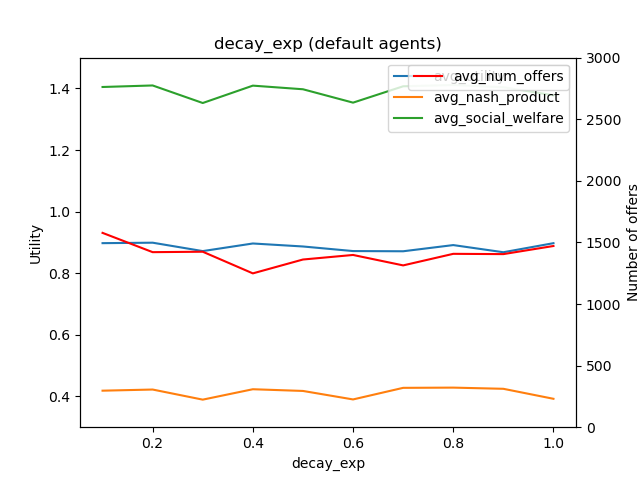 decay_exp (default agents)
avg_num_offers
avg_nash_product
avg_social_welfare
Utility
Number of offers
1.4
1.2
1.0
0.8
0.6
0.4
3000
2500
2000
1500
1000
500
0
0.2
0.4
0.6
0.8
1.0
decay_exp